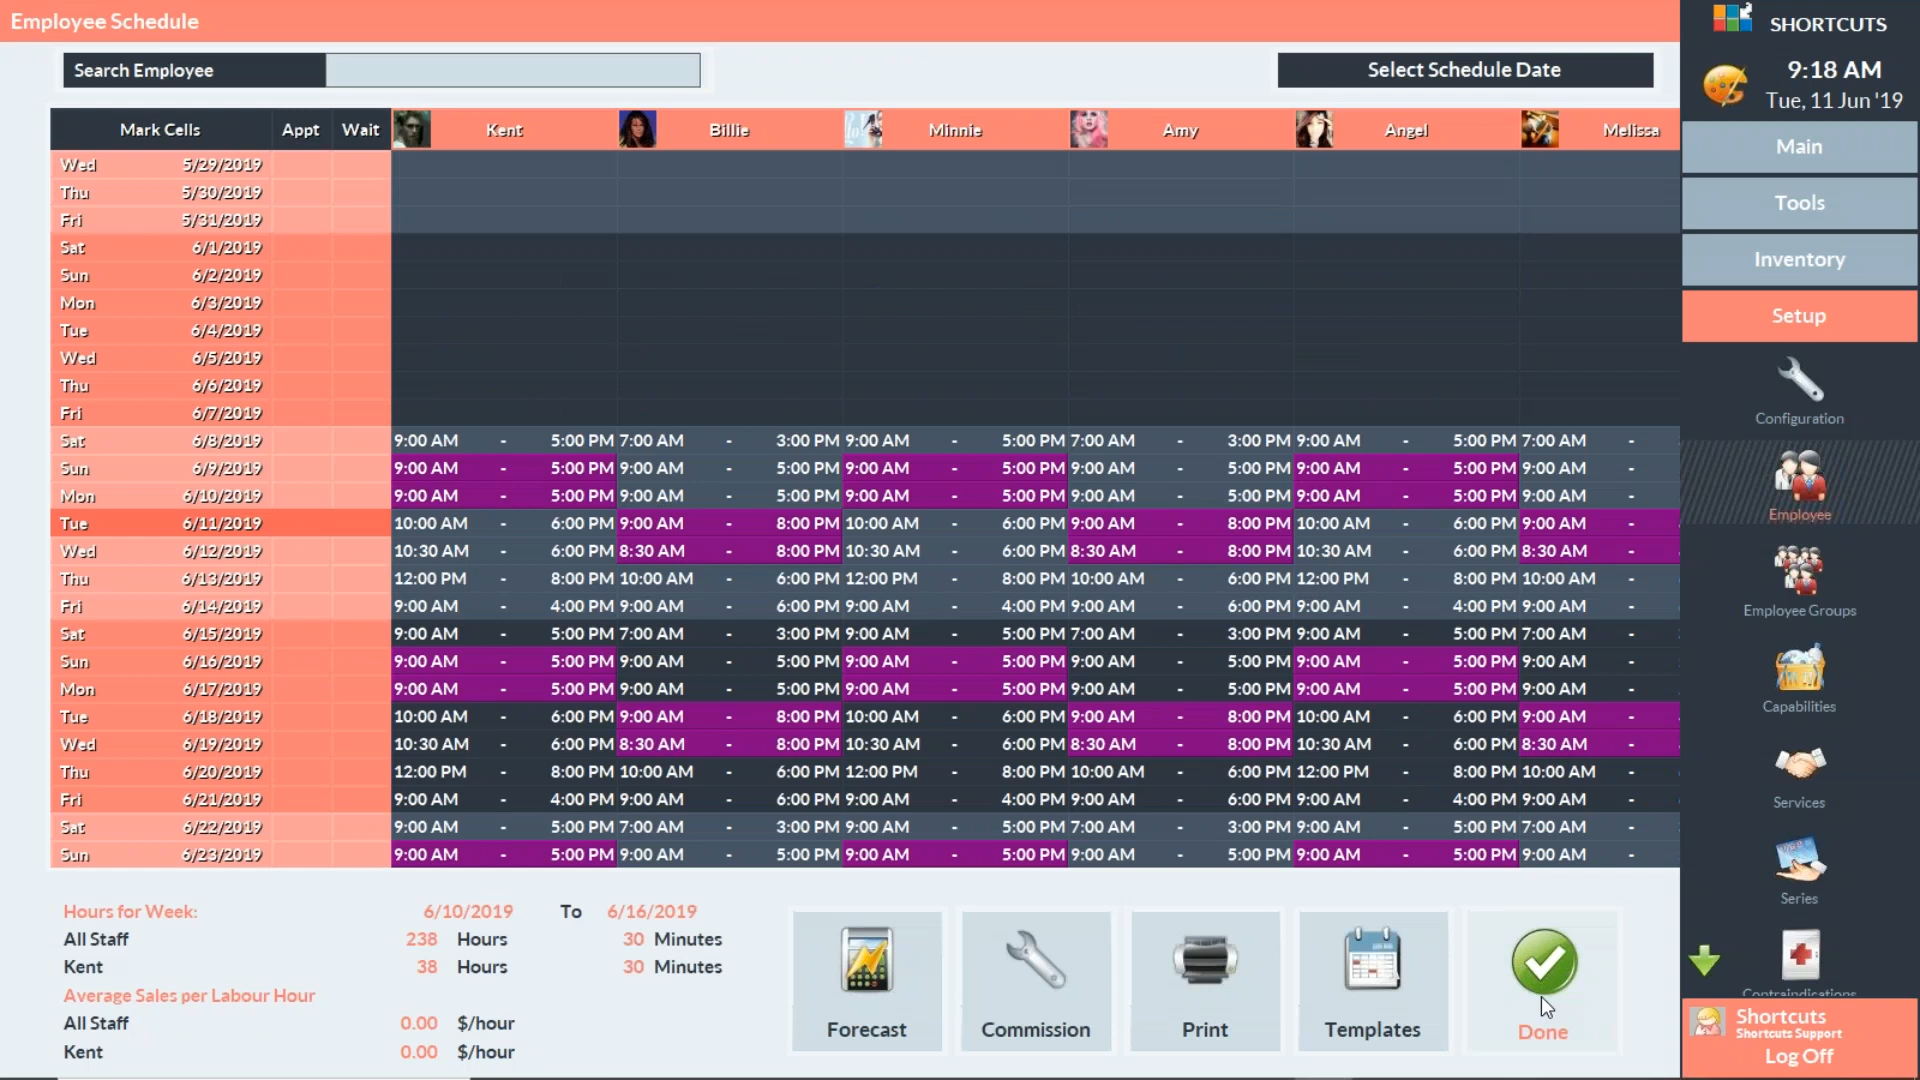 Employee Schedule
SHORTCUTS
Search Employee
Select Schedule Date
9:18 AM
Tue, 11 Jun '19
Mark Cells Appt Wait Kent Billie Minnie Amy Angel Melissa
Wed 5/29/2019
Thu 5/30/2019
Fri 5/31/2019
Sat 6/1/2019
Sun 6/2/2019
Mon 6/3/2019
Tue 6/4/2019
Wed 6/5/2019
Thu 6/6/2019
Fri 6/7/2019
Sat 6/8/2019 9:00 AM - 5:00 PM 7:00 AM - 3:00 PM 9:00 AM - 5:00 PM 7:00 AM - 3:00 PM 9:00 AM - 5:00 PM 7:00 AM -
Sun 6/9/2019 9:00 AM - 5:00 PM 9:00 AM - 5:00 PM 9:00 AM - 5:00 PM 9:00 AM - 5:00 PM 9:00 AM - 5:00 PM 9:00 AM -
Mon 6/10/2019 9:00 AM - 5:00 PM 9:00 AM - 5:00 PM 9:00 AM - 5:00 PM 9:00 AM - 5:00 PM 9:00 AM - 5:00 PM 9:00 AM -
Tue 6/11/2019 10:00 AM - 6:00 PM 9:00 AM - 8:00 PM 10:00 AM - 6:00 PM 9:00 AM - 8:00 PM 10:00 AM - 6:00 PM 9:00 AM -
Wed 6/12/2019 10:30 AM - 6:00 PM 8:30 AM - 8:00 PM 10:30 AM - 6:00 PM 8:30 AM - 8:00 PM 10:30 AM - 6:00 PM 8:30 AM -
Thu 6/13/2019 12:00 PM - 8:00 PM 10:00 AM - 6:00 PM 12:00 PM - 8:00 PM 10:00 AM - 6:00 PM 12:00 PM - 8:00 PM 10:00 AM -
Fri 6/14/2019 9:00 AM - 4:00 PM 9:00 AM - 6:00 PM 9:00 AM - 4:00 PM 9:00 AM - 6:00 PM 9:00 AM - 4:00 PM 9:00 AM -
Sat 6/15/2019 9:00 AM - 5:00 PM 7:00 AM - 3:00 PM 9:00 AM - 5:00 PM 7:00 AM - 3:00 PM 9:00 AM - 5:00 PM 7:00 AM -
Sun 6/16/2019 9:00 AM - 5:00 PM 9:00 AM - 5:00 PM 9:00 AM - 5:00 PM 9:00 AM - 5:00 PM 9:00 AM - 5:00 PM 9:00 AM -
Mon 6/17/2019 9:00 AM - 5:00 PM 9:00 AM - 5:00 PM 9:00 AM - 5:00 PM 9:00 AM - 5:00 PM 9:00 AM - 5:00 PM 9:00 AM -
Tue 6/18/2019 10:00 AM - 6:00 PM 9:00 AM - 8:00 PM 10:00 AM - 6:00 PM 9:00 AM - 8:00 PM 10:00 AM - 6:00 PM 9:00 AM -
Wed 6/19/2019 10:30 AM - 6:00 PM 8:30 AM - 8:00 PM 10:30 AM - 6:00 PM 8:30 AM - 8:00 PM 10:30 AM - 6:00 PM 8:30 AM -
Thu 6/20/2019 12:00 PM - 8:00 PM 10:00 AM - 6:00 PM 12:00 PM - 8:00 PM 10:00 AM - 6:00 PM 12:00 PM - 8:00 PM 10:00 AM -
Fri 6/21/2019 9:00 AM - 4:00 PM 9:00 AM - 6:00 PM 9:00 AM - 4:00 PM 9:00 AM - 6:00 PM 9:00 AM - 4:00 PM 9:00 AM -
Sat 6/22/2019 9:00 AM - 5:00 PM 7:00 AM - 3:00 PM 9:00 AM - 5:00 PM 7:00 AM - 3:00 PM 9:00 AM - 5:00 PM 7:00 AM -
Sun 6/23/2019 9:00 AM - 5:00 PM 9:00 AM - 5:00 PM 9:00 AM - 5:00 PM 9:00 AM - 5:00 PM 9:00 AM - 5:00 PM 9:00 AM -
Hours for Week: 6/10/2019 To 6/16/2019
All Staff 238 Hours 30 Minutes
Kent 38 Hours 30 Minutes
Average Sales per Labour Hour
All Staff 0.00 $/hour
Kent 0.00 $/hour
Forecast
Commission
Print
Templates
Done
Main
Tools
Inventory
Setup
Configuration
Employee
Employee Groups
Capabilities
Services
Series
Contraindications
Shortcuts
Shortcuts Support
Log Off